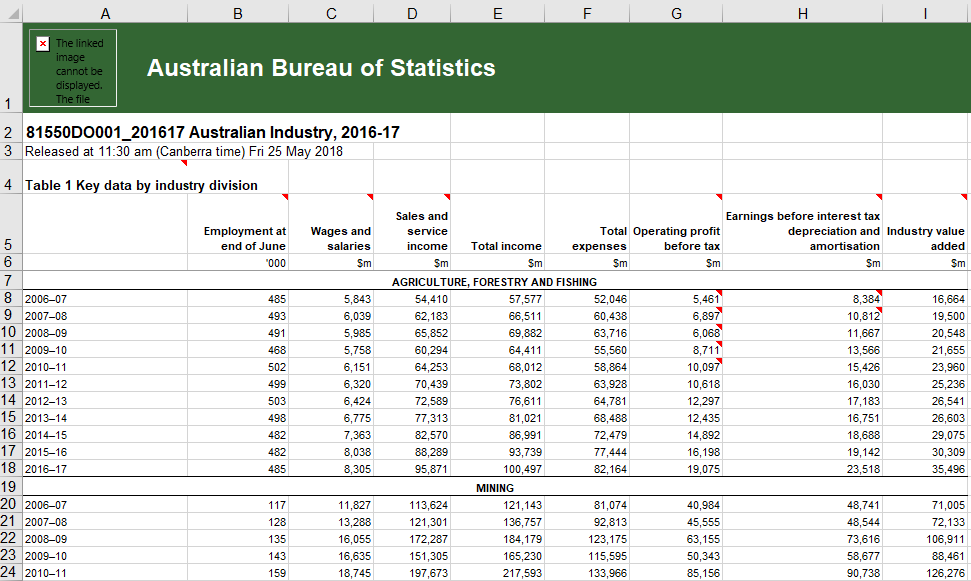 A B C D E F G H I
1 The linked
image
cannot be
displayed.
The file
Australian Bureau of Statistics
2 81550DO001_201617 Australian Industry, 2016-17
3 Released at 11:30 am (Canberra time) Fri 25 May 2018
4 Table 1 Key data by industry division
5 Employment at end of June Wages and salaries Sales and service income Total income Total expenses Operating profit before tax Earnings before interest tax depreciation and amortisation Industry value added
6 '000 $m $m $m $m $m $m $m
7 AGRICULTURE, FORESTRY AND FISHING
8 2006–07 485 5,843 54,410 57,577 52,046 5,461 8,384 16,664
9 2007–08 493 6,039 62,183 66,511 60,438 6,897 10,812 19,500
10 2008–09 491 5,985 65,852 69,882 63,716 6,068 11,667 20,548
11 2009–10 468 5,758 60,294 64,411 55,560 8,711 13,566 21,655
12 2010–11 502 6,151 64,253 68,012 58,864 10,097 15,426 23,960
13 2011–12 499 6,320 70,439 73,802 63,928 10,618 16,030 25,236
14 2012–13 503 6,424 72,589 76,611 64,781 12,297 17,183 26,541
15 2013–14 498 6,775 77,313 81,021 68,488 12,435 16,751 26,603
16 2014–15 482 7,363 82,570 86,991 72,479 14,892 18,688 29,075
17 2015–16 482 8,038 88,289 93,739 77,444 16,198 19,142 30,309
18 2016–17 485 8,305 95,871 100,497 82,164 19,075 23,518 35,496
19 MINING
20 2006–07 117 11,827 113,624 121,143 81,074 40,984 48,741 71,005
21 2007–08 128 13,288 121,301 136,757 92,813 45,555 48,544 72,133
22 2008–09 135 16,055 172,287 184,179 123,175 63,155 73,616 106,911
23 2009–10 143 16,635 151,305 165,230 115,595 50,343 58,677 88,461
24 2010–11 159 18,745 197,673 217,593 133,966 85,156 90,738 126,276